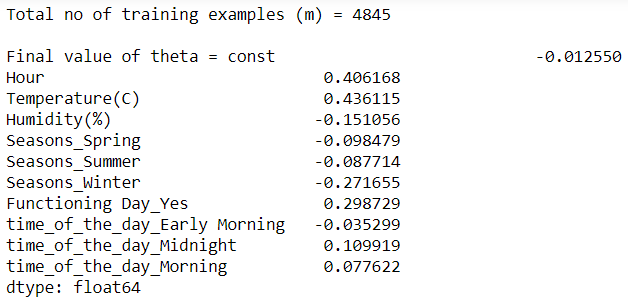 Total no of training examples (m) = 4845
Final value of theta = const -0.012550
Hour 0.406168
Temperature(C) 0.436115
Humidity(%) -0.151056
Seasons_Spring -0.098479
Seasons_Summer -0.087714
Seasons_Winter -0.271655
Functioning Day_Yes 0.298729
time_of_the_day_Early Morning -0.035299
time_of_the_day_Midnight 0.109919
time_of_the_day_Morning 0.077622
dtype: float64